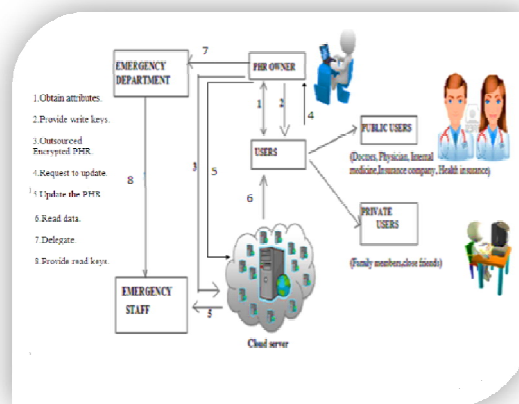 7
EMERGENCY
DEPARTMENT
PHR OWNER
1.Obtain attributes.
2.Provide write keys.
3.Outsourced
Encrypted PHR.
4.Request to update.
5.Update the PHR
6.Read data.
7.Delegate.
8.Provide read keys.
1
2
4
PUBLIC USERS
USERS
(Doctors, Physician, Internal
medicine,Insurance company, Health insurance)
3
5
8
6
PRIVATE
USERS
(Family members,close friends)
EMERGENCY
STAFF
5
Cloud server